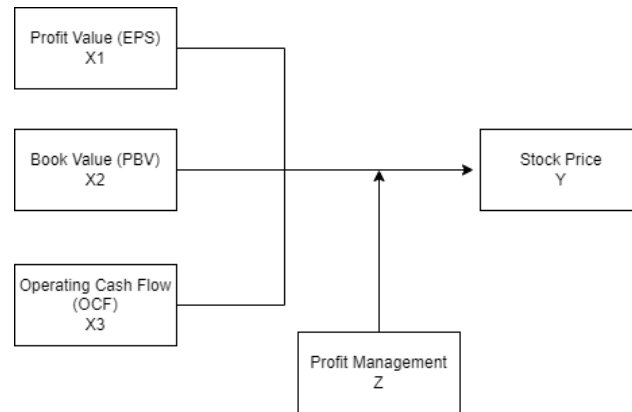 Profit Value (EPS)
X1
Book Value (PBV)
X2
Stock Price
Y
Operating Cash Flow
(OCF)
X3
Profit Management
Z